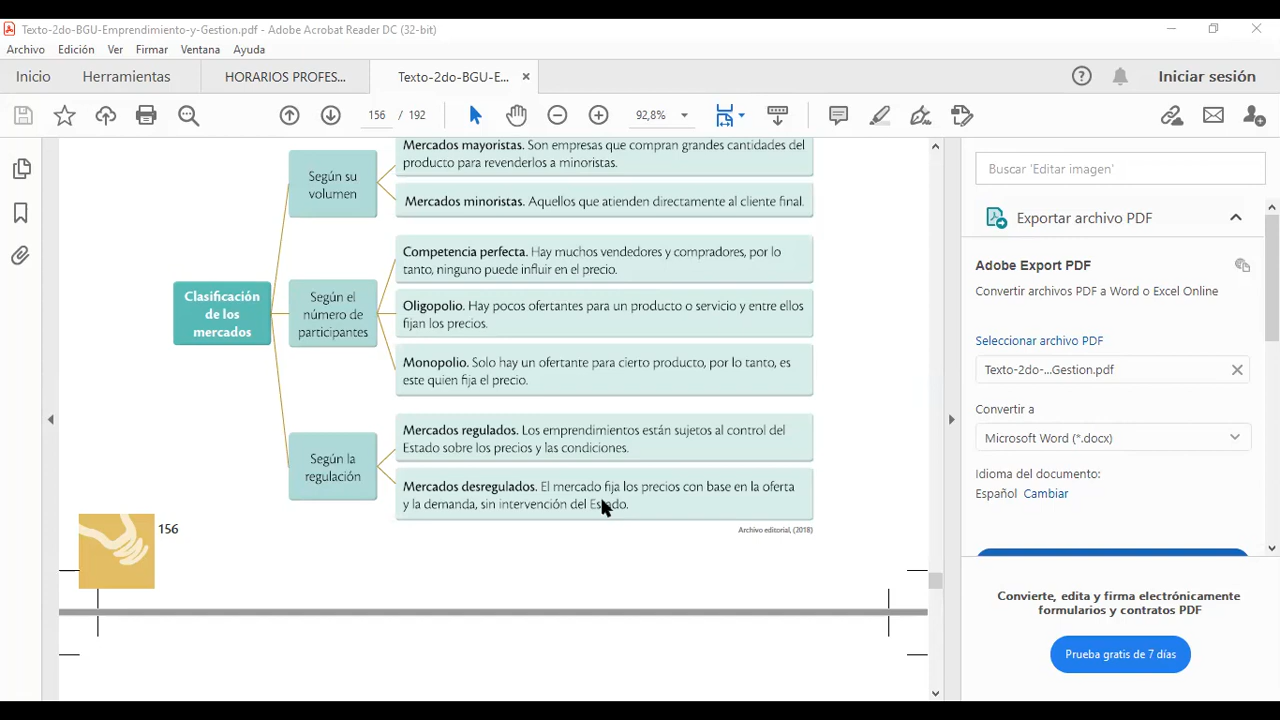 Texto-2do-BGU-Emprendimiento-y-Gestion.pdf - Adobe Acrobat Reader DC (32-bit)
Archivo Edición Ver Firmar Ventana Ayuda
Inicio Herramientas HORARIOS PROFES... Texto-2do-BGU-E... ×
Iniciar sesión
156 / 192
92,8%
Mercados mayoristas. Son empresas que compran grandes cantidades del
producto para revenderlos a minoristas.
Según su
volumen
Mercados minoristas. Aquellos que atienden directamente al cliente final.
Competencia perfecta. Hay muchos vendedores y compradores, por lo
tanto, ninguno puede influir en el precio.
Clasificación
de los
mercados
Según el
número de
participantes
Oligopolio. Hay pocos ofertantes para un producto o servicio y entre ellos
fijan los precios.
Monopolio. Solo hay un ofertante para cierto producto, por lo tanto, es
este quien fija el precio.
Según la
regulación
Mercados regulados. Los emprendimientos están sujetos al control del
Estado sobre los precios y las condiciones.
Mercados desregulados. El mercado fija los precios con base en la oferta
y la demanda, sin intervención del Estado.
156
Archivo editorial, (2018)
Buscar 'Editar imagen'
Exportar archivo PDF
Adobe Export PDF
Convertir archivos PDF a Word o Excel Online
Seleccionar archivo PDF
Texto-2do-...Gestion.pdf
Convertir a
Microsoft Word (*.docx)
Idioma del documento:
Español Cambiar
Convierte, edita y firma electrónicamente
formularios y contratos PDF
Prueba gratis de 7 días